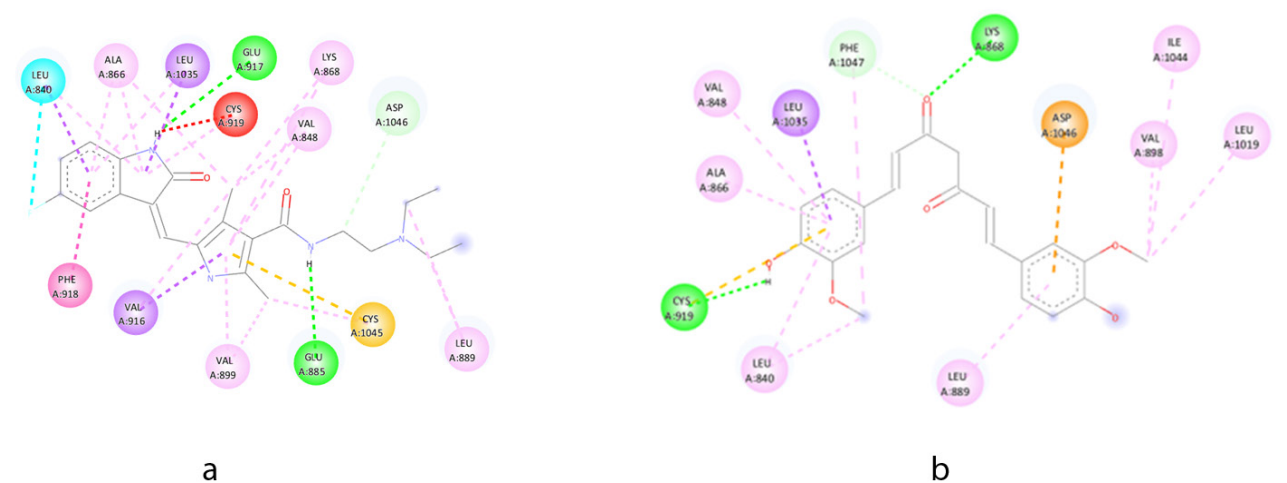 LEU
A:840
ALA
A:866
LEU
A:1035
GLU
A:917
LYS
A:868
CYS
A:919
VAL
A:848
ASP
A:1046
H
N
O
O
N
H
N
N
PHE
A:918
VAL
A:916
VAL
A:899
GLU
A:885
CYS
A:1045
LEU
A:889
a
PHE
A:1047
LYS
A:868
ILE
A:1044
VAL
A:848
LEU
A:1035
ASP
A:1046
VAL
A:898
LEU
A:1019
ALA
A:866
O
O
O
H
O
O
O
CYS
A:919
LEU
A:840
LEU
A:889
b